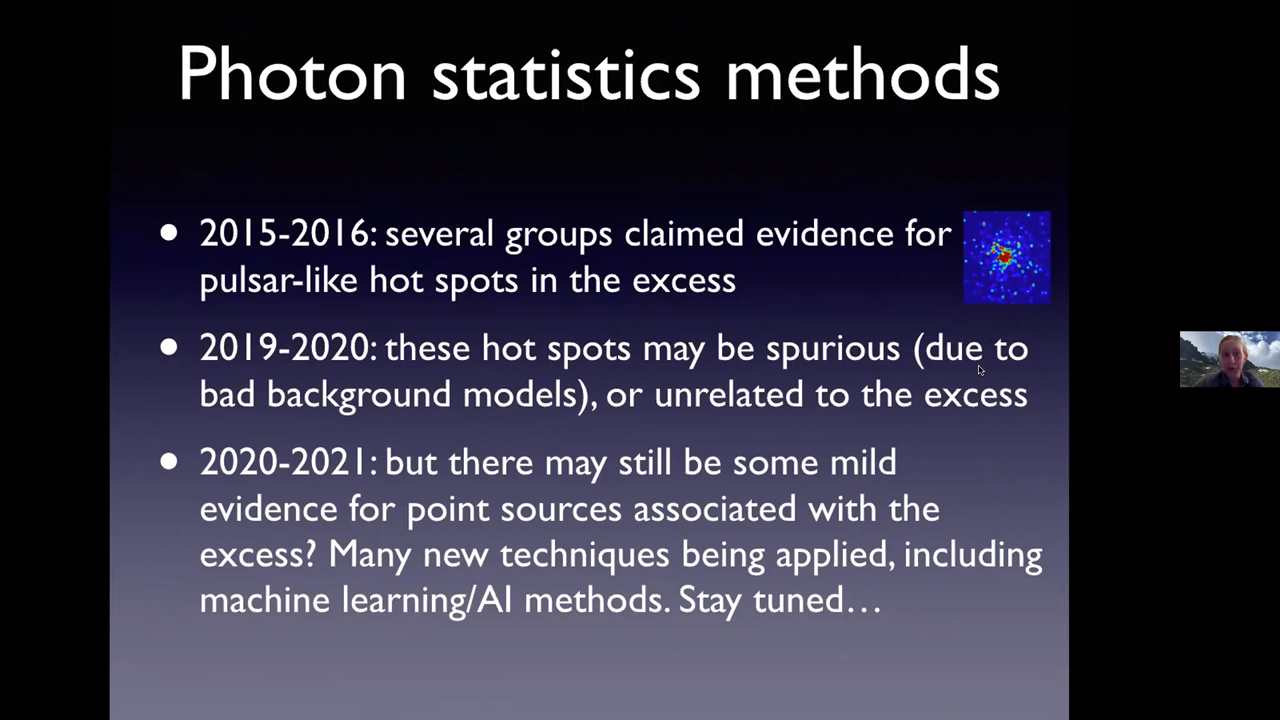 Photon statistics methods
• 2015-2016: several groups claimed evidence for
pulsar-like hot spots in the excess
• 2019-2020: these hot spots may be spurious (due to
bad background models), or unrelated to the excess
• 2020-2021: but there may still be some mild
evidence for point sources associated with the
excess? Many new techniques being applied, including
machine learning/AI methods. Stay tuned…